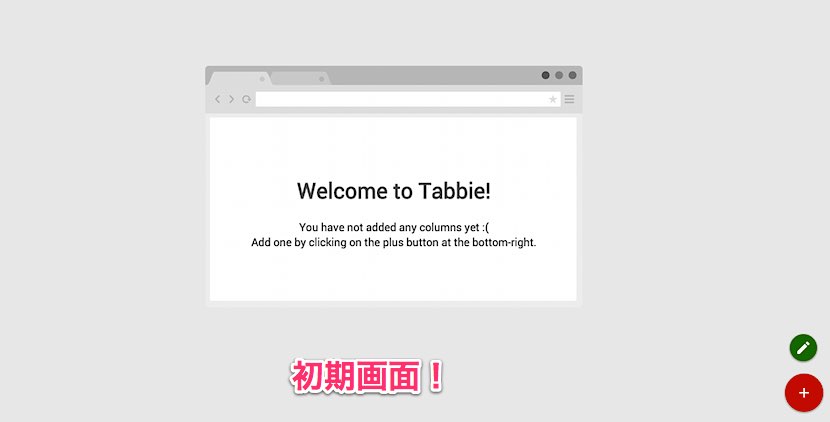 Welcome to Tabbie!
You have not added any columns yet :(
Add one by clicking on the plus button at the bottom-right.
初期画面！